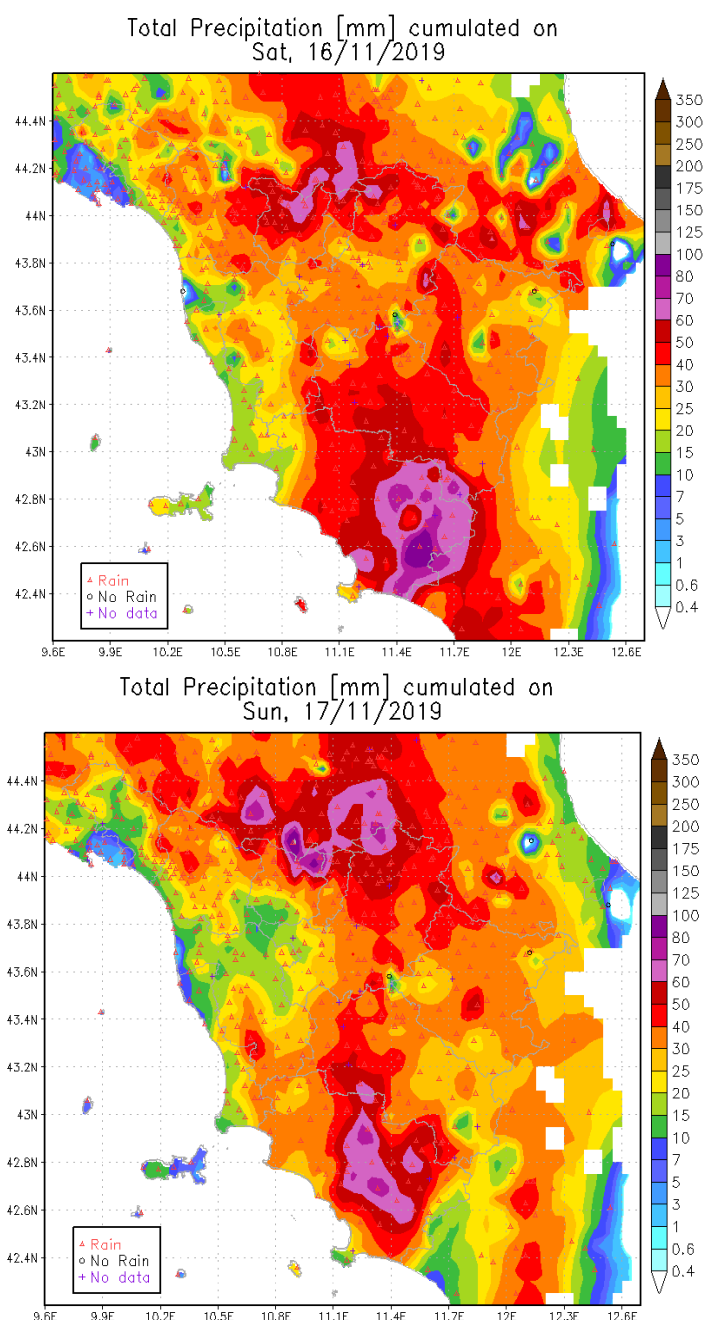 Total Precipitation [mm] cumulated on
Sat, 16/11/2019
44.4N
44.2N
44N
43.8N
43.6N
43.4N
43.2N
43N
42.8N
42.6N
42.4N
9.6E 9.9E 10.2E 10.5E 10.8E 11.1E 11.4E 11.7E 12E 12.3E 12.6E
Rain
No Rain
No data
350
300
250
200
175
150
125
100
80
70
60
50
40
30
25
20
15
10
7
5
3
1
0.6
0.4
Total Precipitation [mm] cumulated on
Sun, 17/11/2019
44.4N
44.2N
44N
43.8N
43.6N
43.4N
43.2N
43N
42.8N
42.6N
42.4N
9.6E 9.9E 10.2E 10.5E 10.8E 11.1E 11.4E 11.7E 12E 12.3E 12.6E
Rain
No Rain
No data
350
300
250
200
175
150
125
100
80
70
60
50
40
30
25
20
15
10
7
5
3
1
0.6
0.4